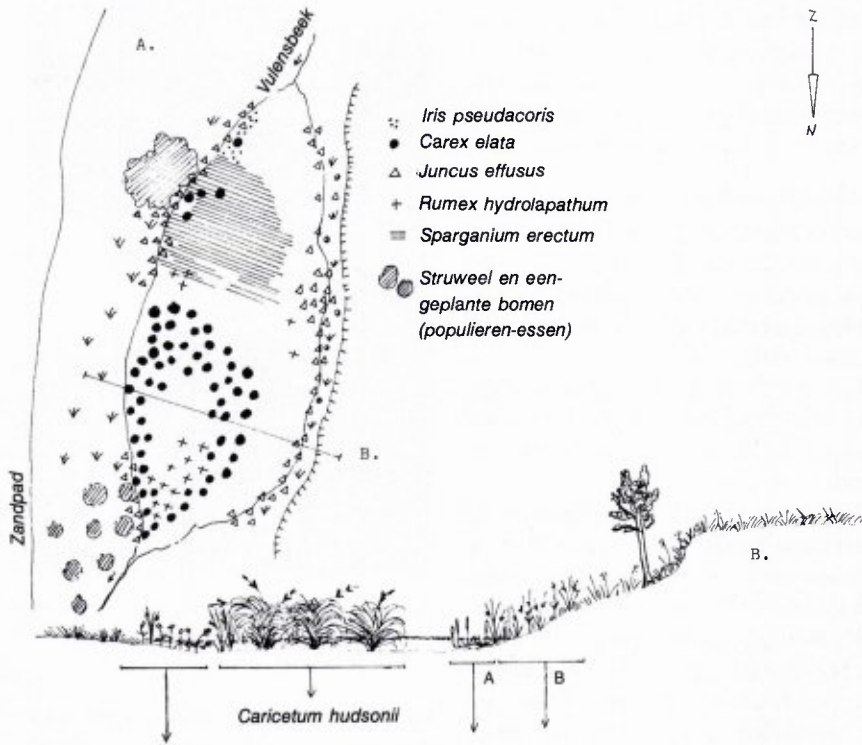 A.
Vulensbeek
Z
N
Iris pseudacoris
Carex elata
Juncus effusus
Rumex hydrolapathum
Sparganium erectum
Struweel en een-
geplante bomen
(populieren-essen)
B.
Zandpad
B.
A
B
Caricetum hudsonii